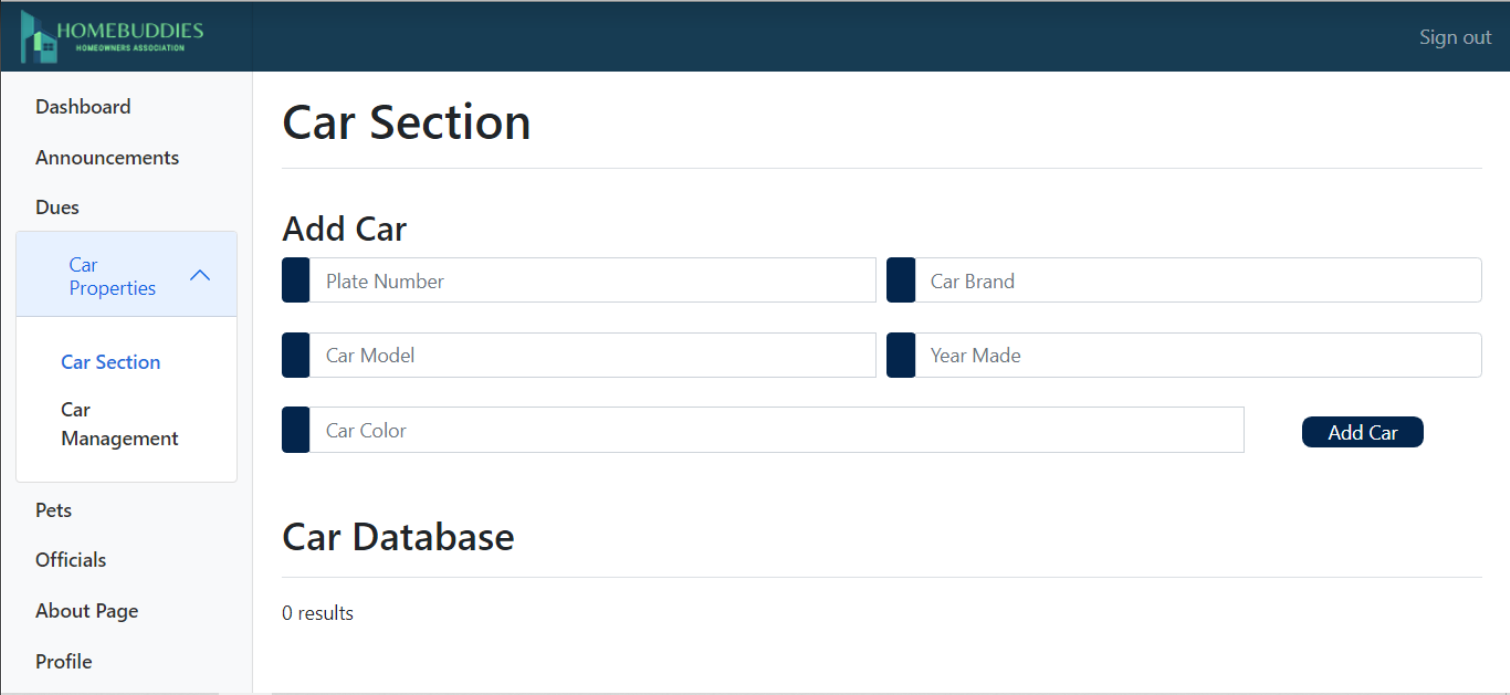 HOMEBUDDIES
HOMEOWNERS ASSOCIATION
Sign out
Dashboard
Announcements
Dues
Car
Properties
Car Section
Car
Management
Pets
Officials
About Page
Profile
Car Section
Add Car
Plate Number
Car Brand
Car Model
Year Made
Car Color
Add Car
Car Database
0 results